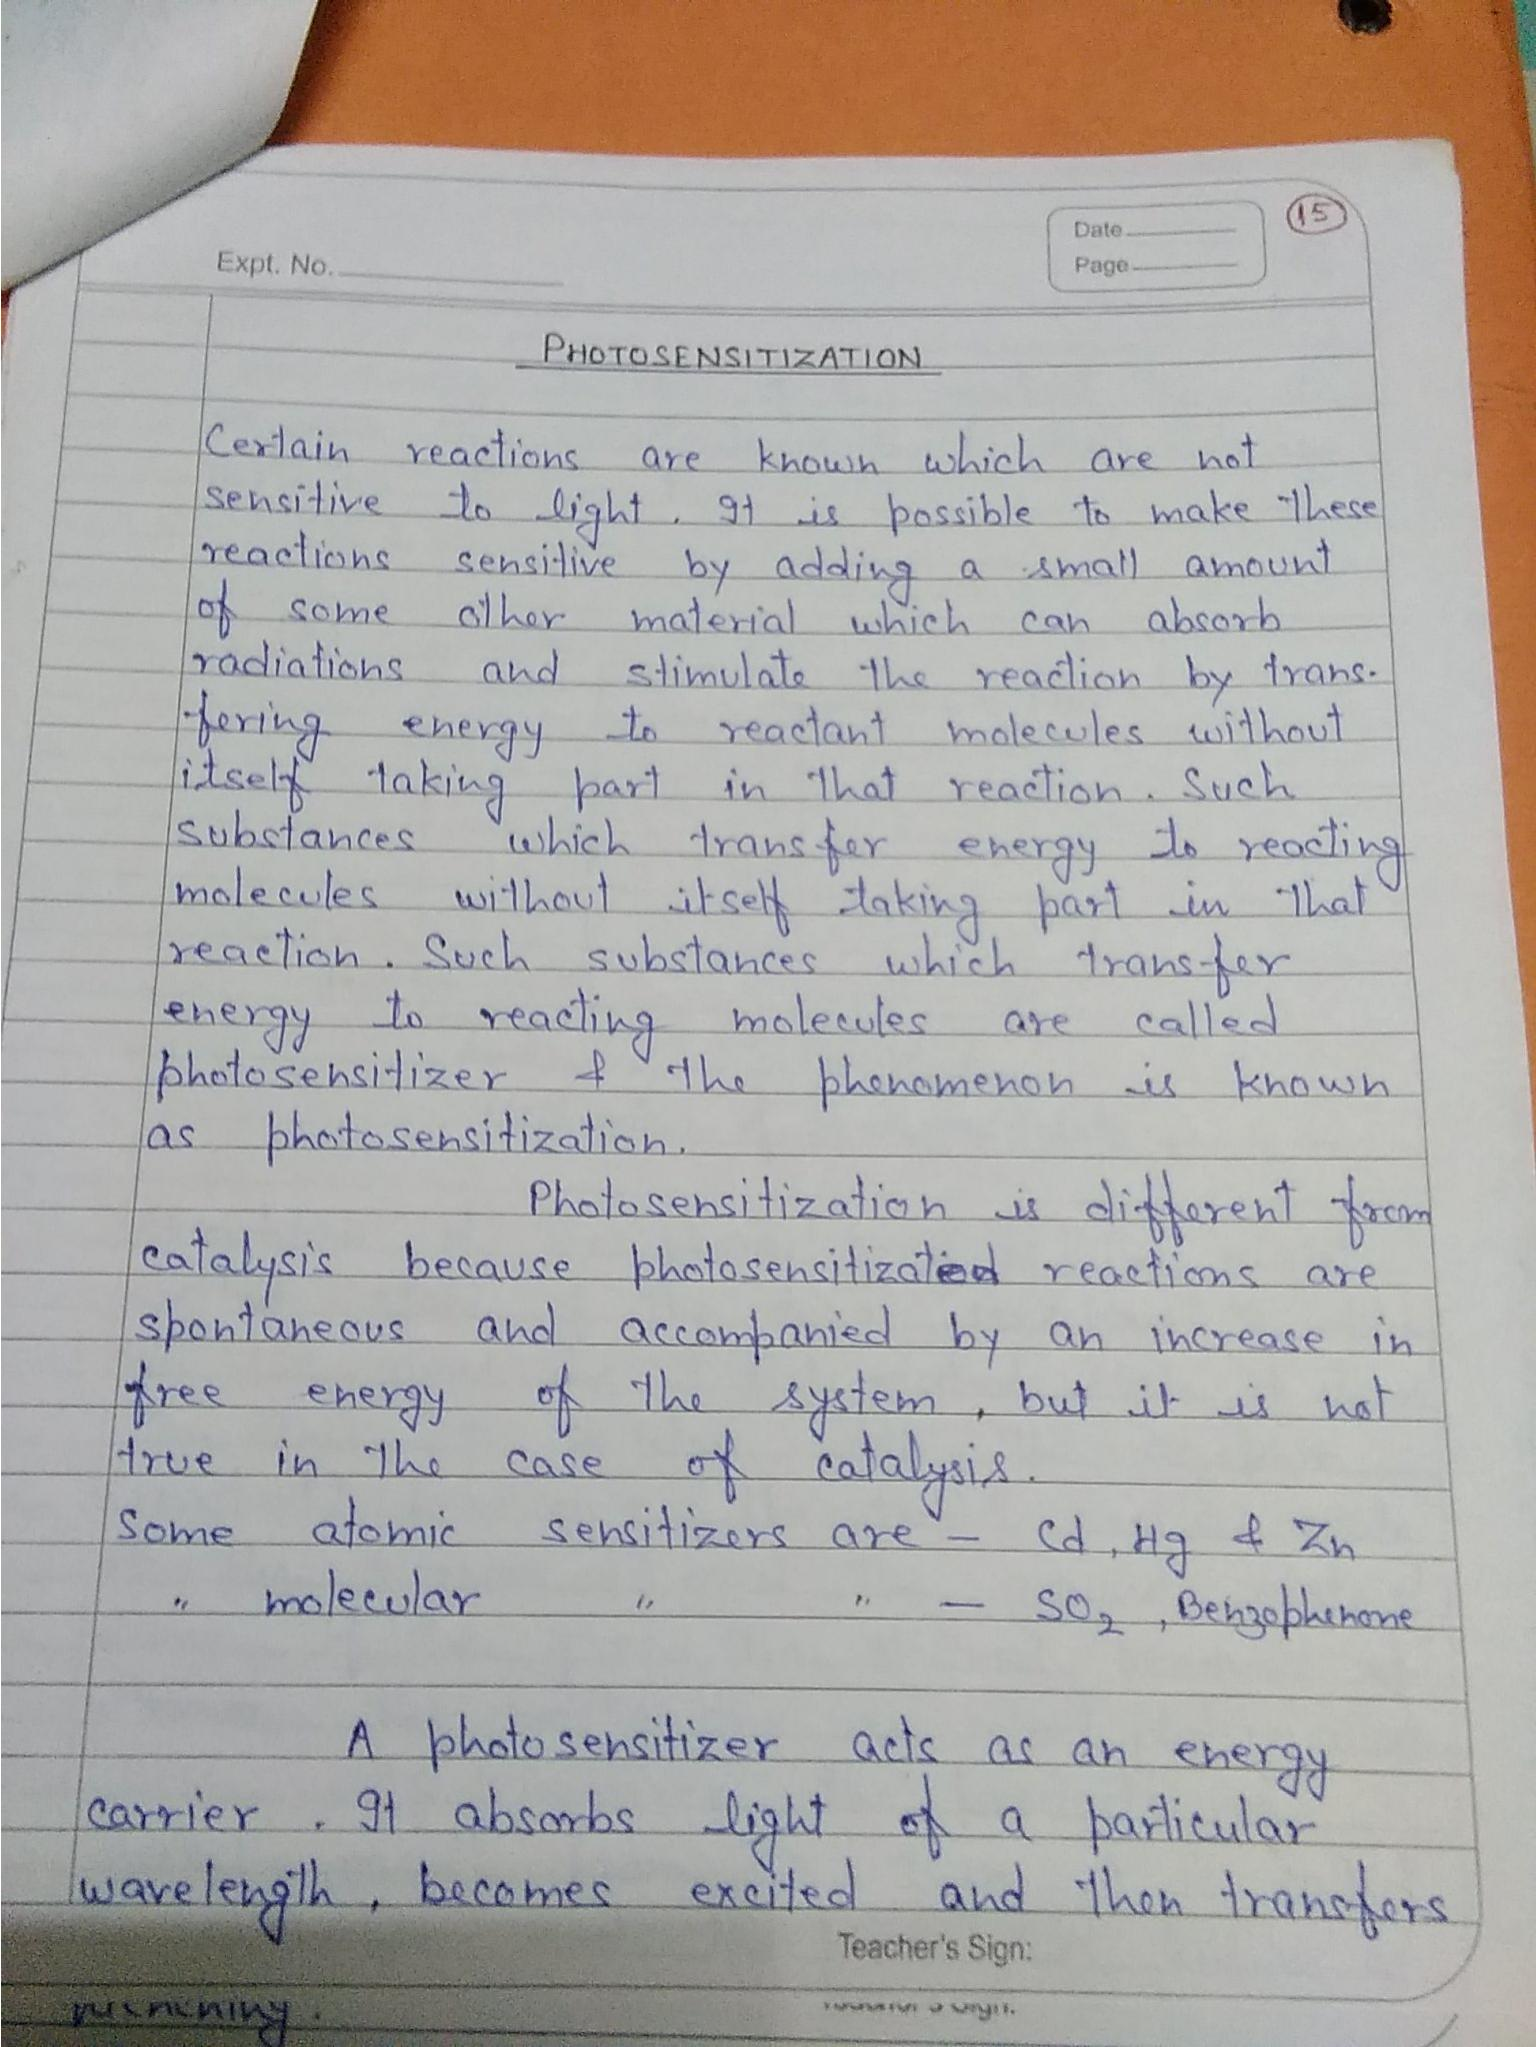 15
Date
Page
Expt. No.
PHOTOSENSITIZATION
Certain reactions are known which are not
sensitive to light. It is possible to make these
reactions sensitive by adding a small amount
of some other material which can absorb
radiations and stimulate the reaction by trans-
fering energy to reactant molecules without
itself taking part in that reaction. Such
substances which transfer energy to reacting
molecules without itself taking part in that
reaction. Such substances which transfer
energy to reacting molecules are called
photosensitizer & the phenomenon is known
as photosensitization.
Photosensitization is different from
catalysis because reactions are
spontaneous and accompanied by an increase in
free energy of the system, but it is not
true in the case of catalysis.
Some atomic sensitizers are - Cd, Hg & Zn
" molecular " " - SO₂, Benzophenone
A photosensitizer acts as an energy
carrier. It absorbs light of a particular
wavelength, becomes excited and then transfers
Teacher's Sign: